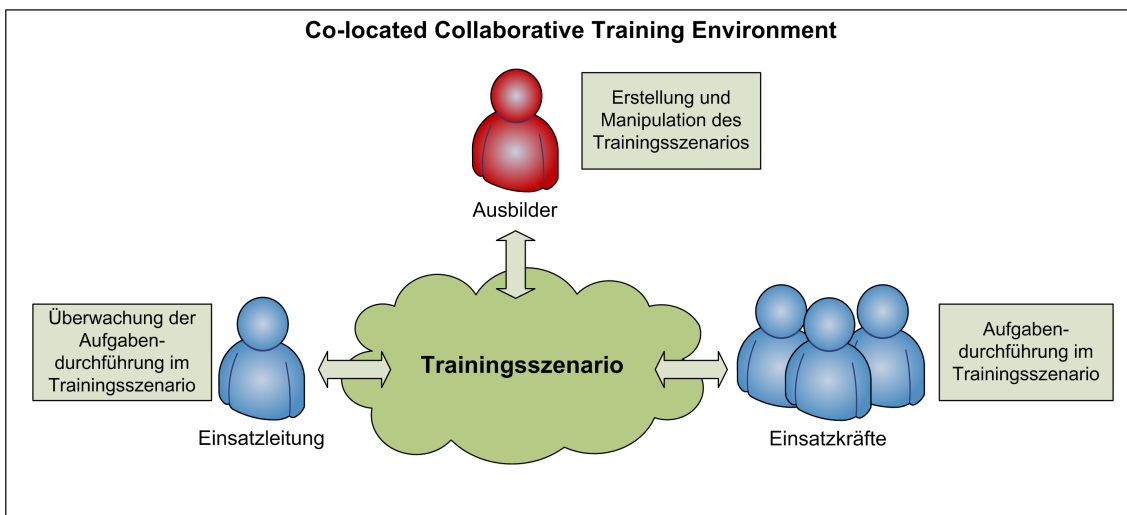 Co-located Collaborative Training Environment
Erstellung und
Manipulation des
Trainingsszenarios
Ausbilder
Überwachung der
Aufgaben-
durchführung im
Trainingsszenario
Einsatzleitung
Trainingsszenario
Einsatzkräfte
Aufgaben-
durchführung im
Trainingsszenario